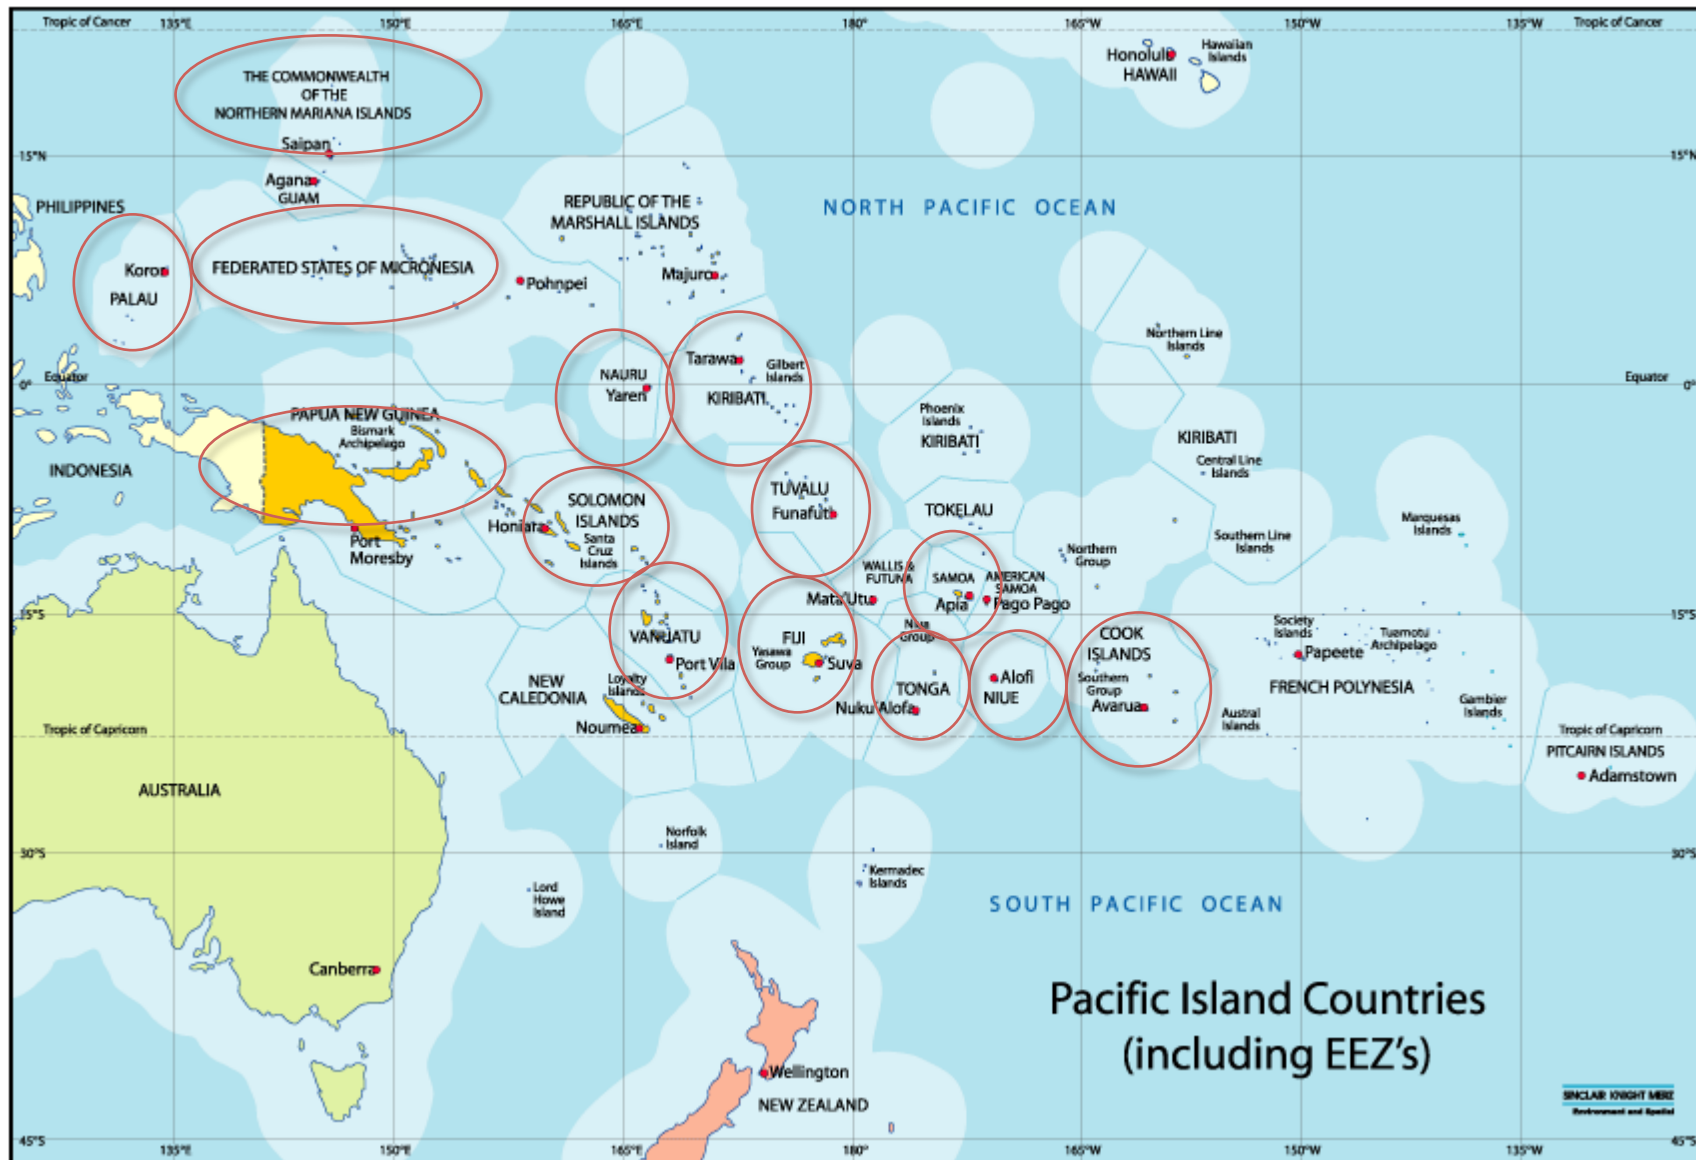 Tropic of Cancer
135°E
150°E
165°E
180°
165°W
150°W
135°W
Tropic of Cancer
THE COMMONWEALTH
OF THE
NORTHERN MARIANA ISLANDS
Saipan
Honolulu
HAWAII
Hawaiian
Islands
15°N
15°N
Agana
GUAM
PHILIPPINES
REPUBLIC OF THE
MARSHALL ISLANDS
NORTH PACIFIC OCEAN
Koror
PALAU
FEDERATED STATES OF MICRONESIA
Pohnpei
Majuro
Northern Line
Islands
Tarawa
Gilbert
Islands
KIRIBATI
NAURU
Yaren
0°
Equator
Equator
0°
PAPUA NEW GUINEA
Bismark
Archipelago
INDONESIA
Phoenix
Islands
KIRIBATI
KIRIBATI
Central Line
Islands
SOLOMON
ISLANDS
Honiara
Santa
Cruz
Islands
TUVALU
Funafuti
TOKELAU
Port
Moresby
Northern
Group
Southern Line
Islands
Marquesas
Islands
WALLIS &
FUTUNA
Mata'Utu
SAMOA
Apia
AMERICAN
SAMOA
Pago Pago
15°S
15°S
VANUATU
Port Vila
FIJI
Yasawa
Group
Suva
Niua
Group
COOK
ISLANDS
Southern
Group
Avarua
Society
Islands
Papeete
Tuamotu
Archipelago
FRENCH POLYNESIA
NEW
CALEDONIA
Loyalty
Islands
Noumea
TONGA
Nuku'Alofa
Alofi
NIUE
Austral
Islands
Gambier
Islands
Tropic of Capricorn
Tropic of Capricorn
PITCAIRN ISLANDS
Adamstown
AUSTRALIA
Norfolk
Island
30°S
30°S
Kermadec
Islands
Lord
Howe
Island
SOUTH PACIFIC OCEAN
Canberra
Pacific Island Countries
(including EEZ's)
Wellington
NEW ZEALAND
SINCLAIR KNIGHT MERZ
Environment and Spatial
45°S
135°E
150°E
165°E
180°
165°W
150°W
135°W
45°S